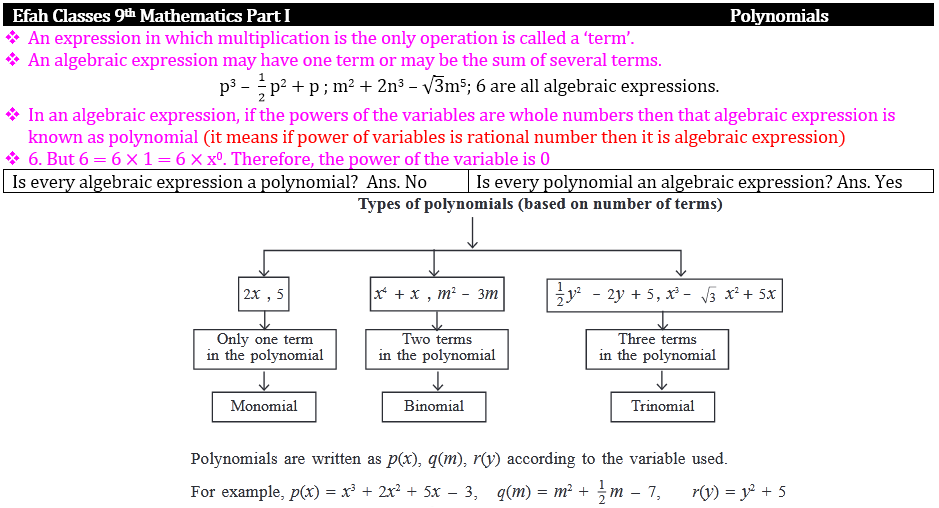 Efah Classes 9th Mathematics Part I Polynomials
❖ An expression in which multiplication is the only operation is called a ‘term’.
❖ An algebraic expression may have one term or may be the sum of several terms.
p³ – 1/2 p² + p ; m² + 2n³ – √3m⁵; 6 are all algebraic expressions.
❖ In an algebraic expression, if the powers of the variables are whole numbers then that algebraic expression is
known as polynomial (it means if power of variables is rational number then it is algebraic expression)
❖ 6. But 6 = 6 × 1 = 6 × x⁰. Therefore, the power of the variable is 0
Is every algebraic expression a polynomial? Ans. No Is every polynomial an algebraic expression? Ans. Yes
Types of polynomials (based on number of terms)
2x , 5
x⁴ + x , m² – 3m
1/2 y² – 2y + 5, x³ – √3 x² + 5x
Only one term
in the polynomial
Two terms
in the polynomial
Three terms
in the polynomial
Monomial
Binomial
Trinomial
Polynomials are written as p(x), q(m), r(y) according to the variable used.
For example, p(x) = x³ + 2x² + 5x – 3, q(m) = m² + 1/2 m – 7, r(y) = y² + 5